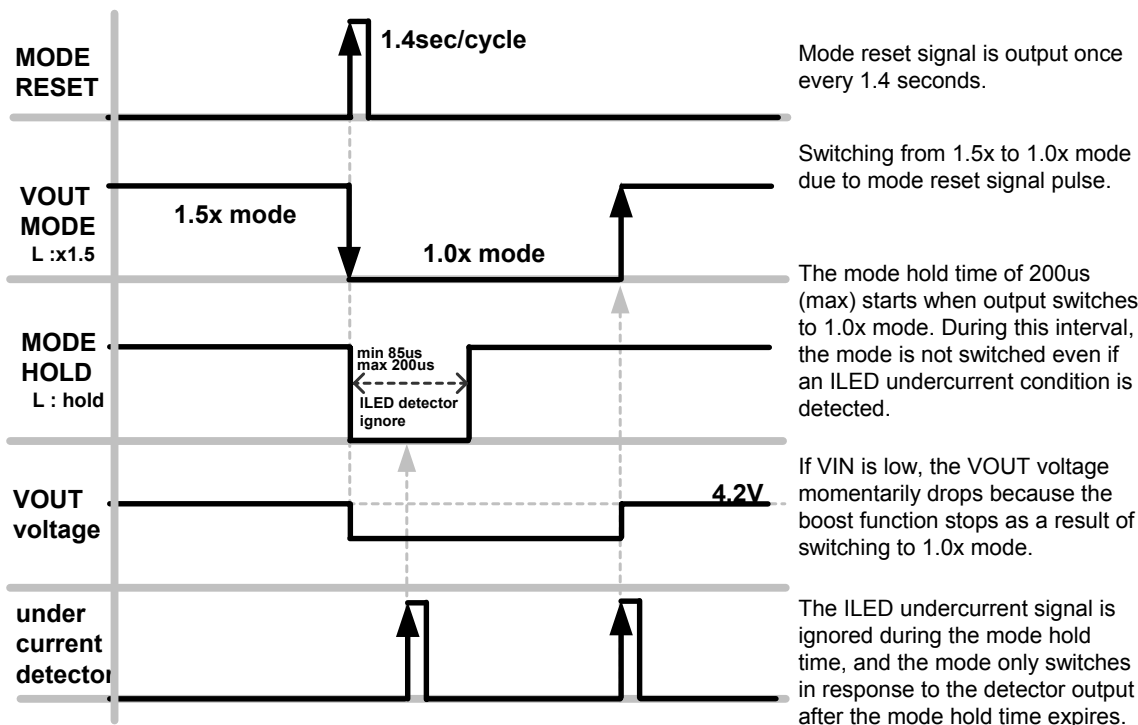 MODE
RESET
1.4sec/cycle
Mode reset signal is output once
every 1.4 seconds.
VOUT
MODE
L :x1.5
1.5x mode
1.0x mode
Switching from 1.5x to 1.0x mode
due to mode reset signal pulse.
MODE
HOLD
L : hold
min 85us
max 200us
ILED detector
ignore
The mode hold time of 200us
(max) starts when output switches
to 1.0x mode. During this interval,
the mode is not switched even if
an ILED undercurrent condition is
detected.
VOUT
voltage
4.2V
If VIN is low, the VOUT voltage
momentarily drops because the
boost function stops as a result of
switching to 1.0x mode.
under
current
detector
The ILED undercurrent signal is
ignored during the mode hold
time, and the mode only switches
in response to the detector output
after the mode hold time expires.